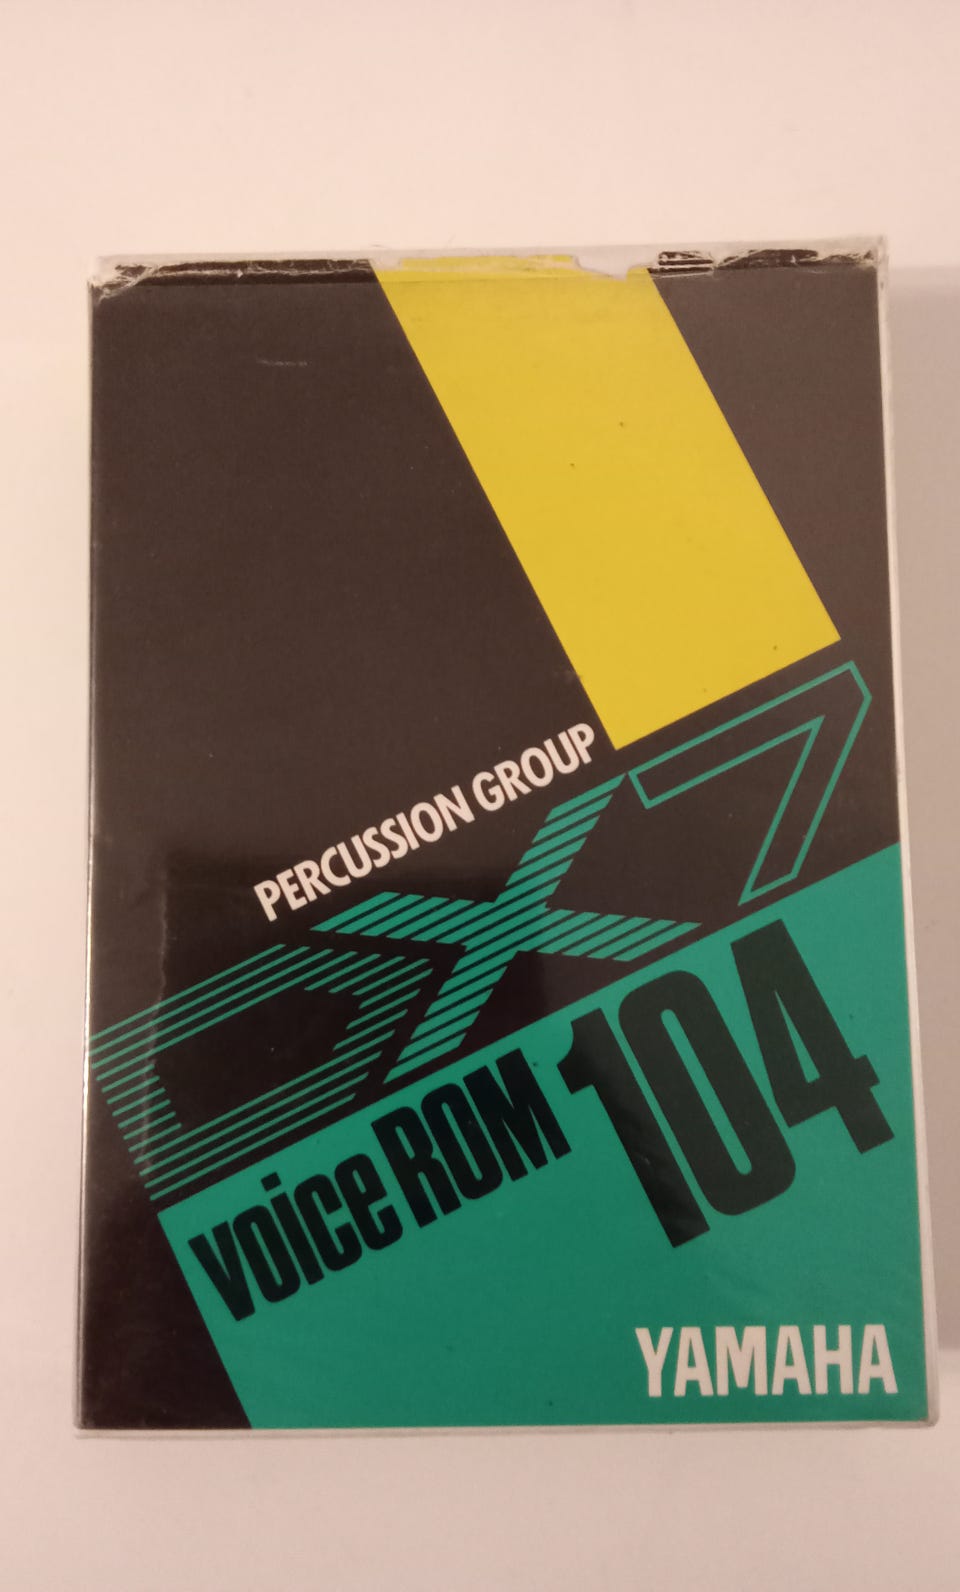 PERCUSSION GROUP
DX7
voice ROM 104
YAMAHA